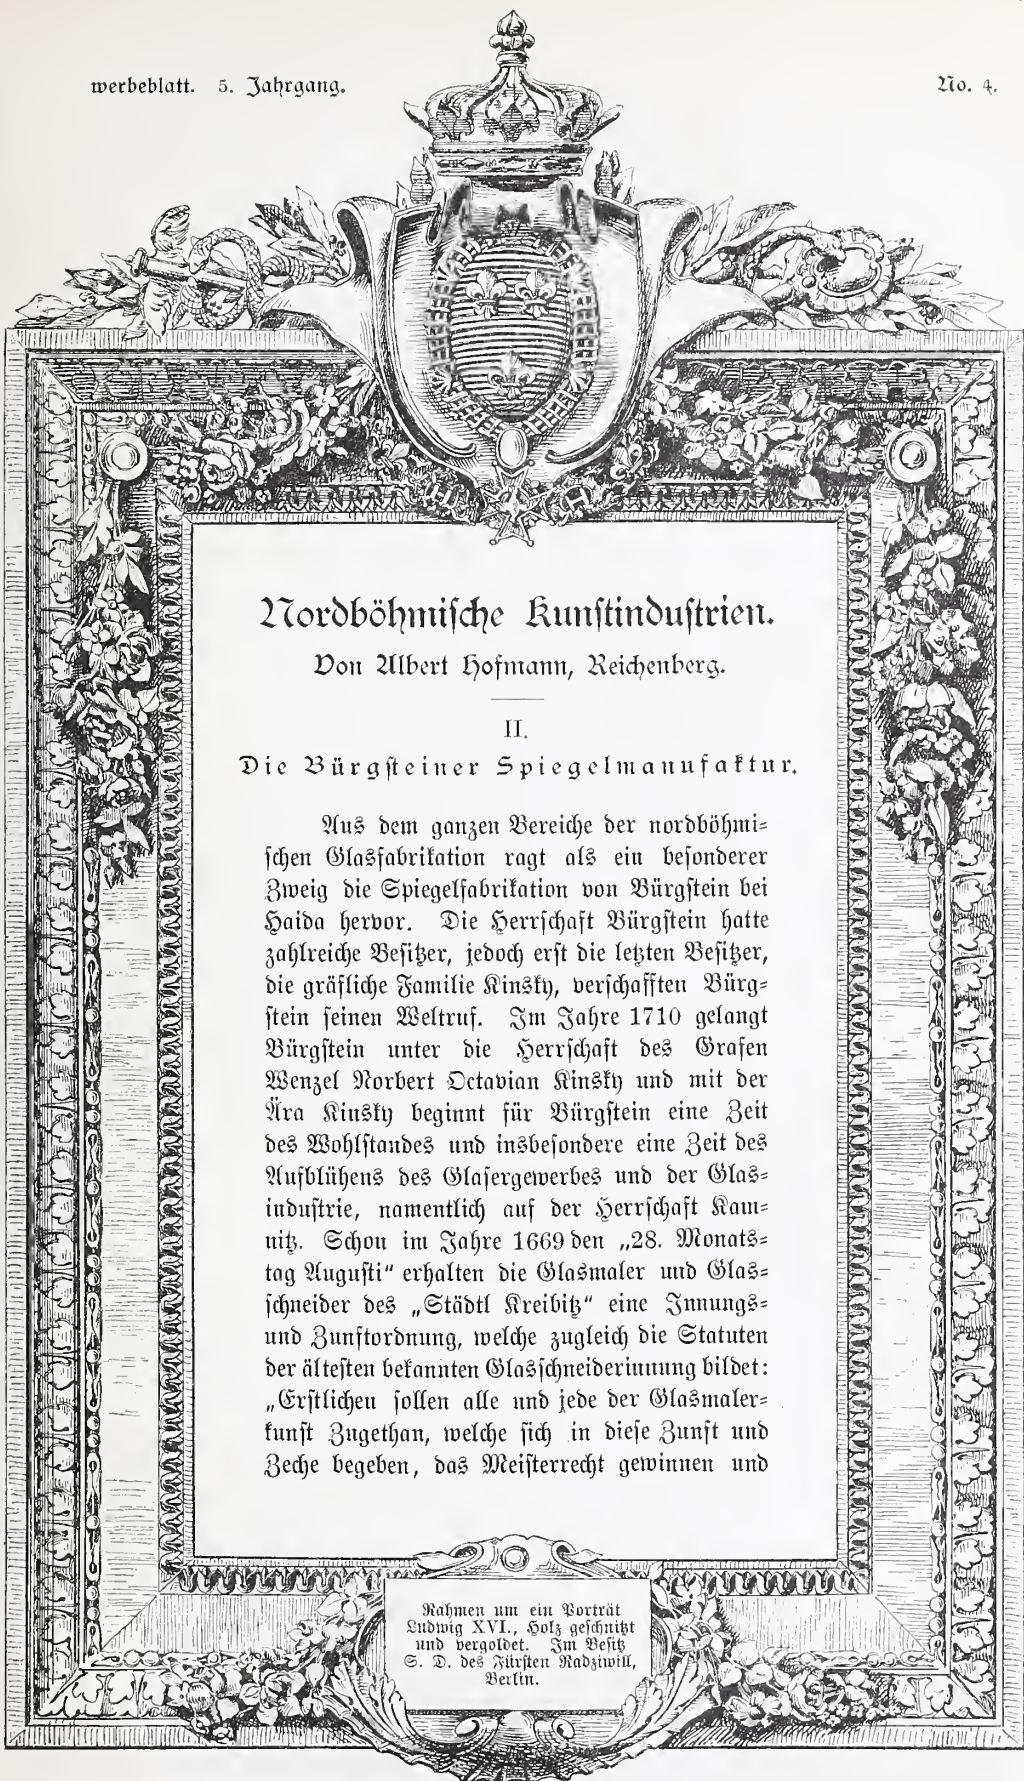 werbeblatt. 5. Jahrgang. No. 4.
Nordböhmische Kunstindustrien.
Von Albert Hofmann, Reichenberg.
II.
Die Bürgsteiner Spiegelmanufaktur.
Aus dem ganzen Bereiche der nordböhmi-
schen Glasfabrikation ragt als ein besonderer
Zweig die Spiegelfabrikation von Bürgstein bei
Haida hervor. Die Herrschaft Bürgstein hatte
zahlreiche Besitzer, jedoch erst die letzten Besitzer,
die gräfliche Familie Kinsky, verschafften Bürg-
stein seinen Weltruf. Im Jahre 1710 gelangt
Bürgstein unter die Herrschaft des Grafen
Wenzel Norbert Octavian Kinsky und mit der
Ära Kinsky beginnt für Bürgstein eine Zeit
des Wohlstandes und insbesondere eine Zeit des
Aufblühens des Glasergewerbes und der Glas-
industrie, namentlich auf der Herrschaft Kam-
nitz. Schon im Jahre 1669 den „28. Monats-
tag Augusti“ erhalten die Glasmaler und Glas-
schneider des „Städtl Kreibitz“ eine Innungs-
und Zunftordnung, welche zugleich die Statuten
der ältesten bekannten Glasschneiderinnung bildet:
„Erstlichen sollen alle und jede der Glasmaler-
kunst Zugethan, welche sich in diese Zunft und
Zeche begeben, das Meisterrecht gewinnen und
Rahmen um ein Porträt
Ludwig XVI., Holz geschnitzt
und vergoldet. Im Besitz
S. D. des Fürsten Radziwill,
Berlin.